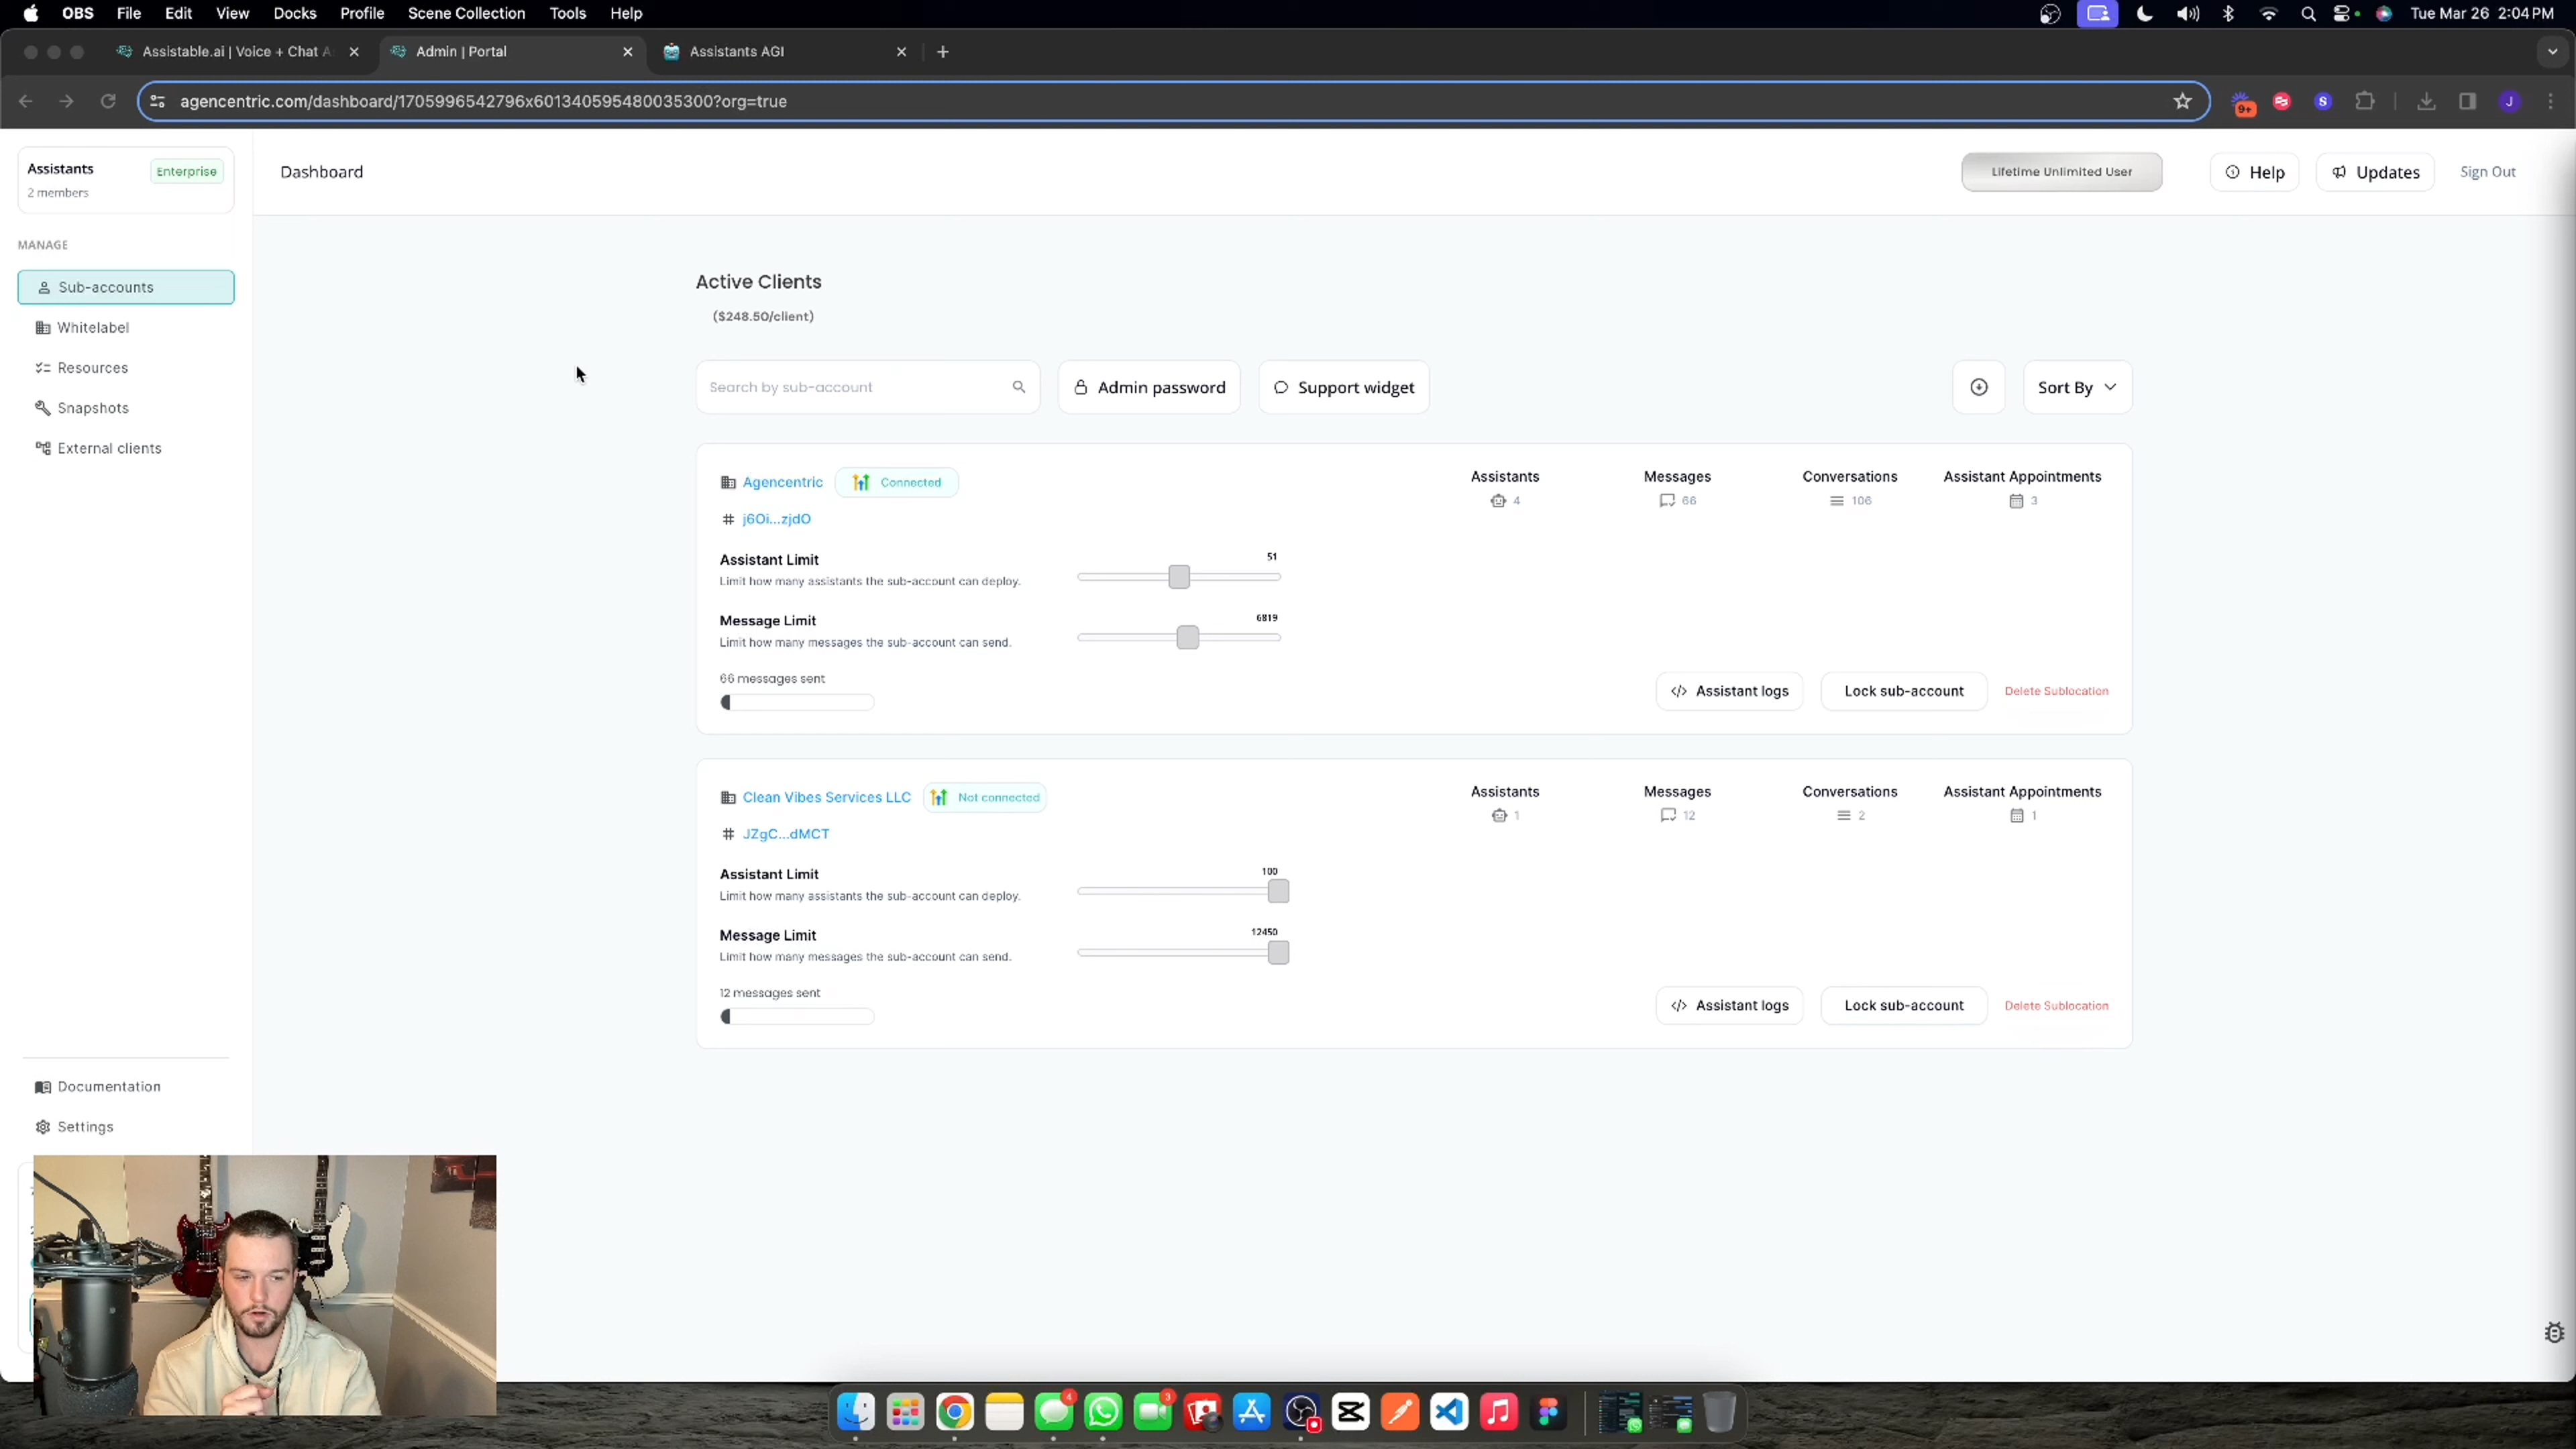 OBS File Edit View Docks Profile Scene Collection Tools Help Tue Mar 26 2:04 PM
Assistable.ai | Voice + Chat A Admin | Portal Assistants AGI
agencentric.com/dashboard/1705996542796x601340595480035300?org=true 9+ S J
Assistants Enterprise
2 members
Dashboard Lifetime Unlimited User Help Updates Sign Out
MANAGE
Sub-accounts
Whitelabel
Resources
Snapshots
External clients
Active Clients
($248.50/client)
Search by sub-account Admin password Support widget Sort By
Agencentric Connected Assistants Messages Conversations Assistant Appointments
4 66 106 3
# j6Oi...zjdO
Assistant Limit 51
Limit how many assistants the sub-account can deploy.
Message Limit 6819
Limit how many messages the sub-account can send.
66 messages sent
</> Assistant logs Lock sub-account Delete Sublocation
Clean Vibes Services LLC Not connected Assistants Messages Conversations Assistant Appointments
1 12 2 1
# JZgC...dMCT
Assistant Limit 100
Limit how many assistants the sub-account can deploy.
Message Limit 12450
Limit how many messages the sub-account can send.
12 messages sent
</> Assistant logs Lock sub-account Delete Sublocation
Documentation
Settings
4 3